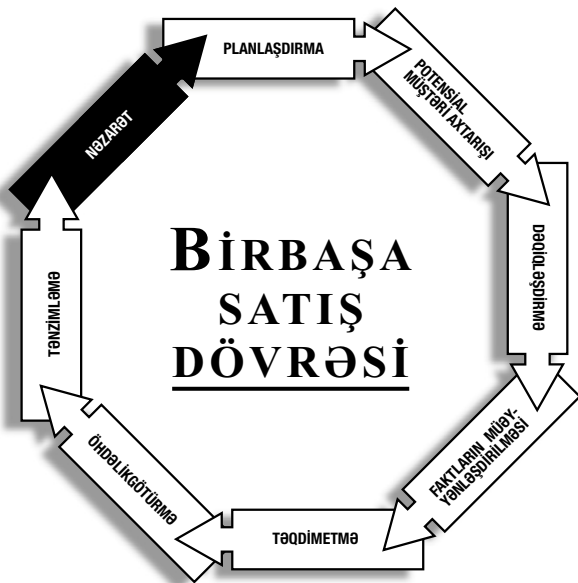 PLANLAŞDIRMA
POTENSİAL
MÜŞTƏRİ AXTARIŞI
DƏQİQLƏŞDİRMƏ
FAKTLARIN MÜƏY-
YƏNLƏŞDİRİLMƏSİ
TƏQDİMETMƏ
ÖHDƏLİKGÖTÜRMƏ
TƏNZİMLƏMƏ
NƏZARƏT
BİRBAŞA
SATIŞ
DÖVRƏSİ